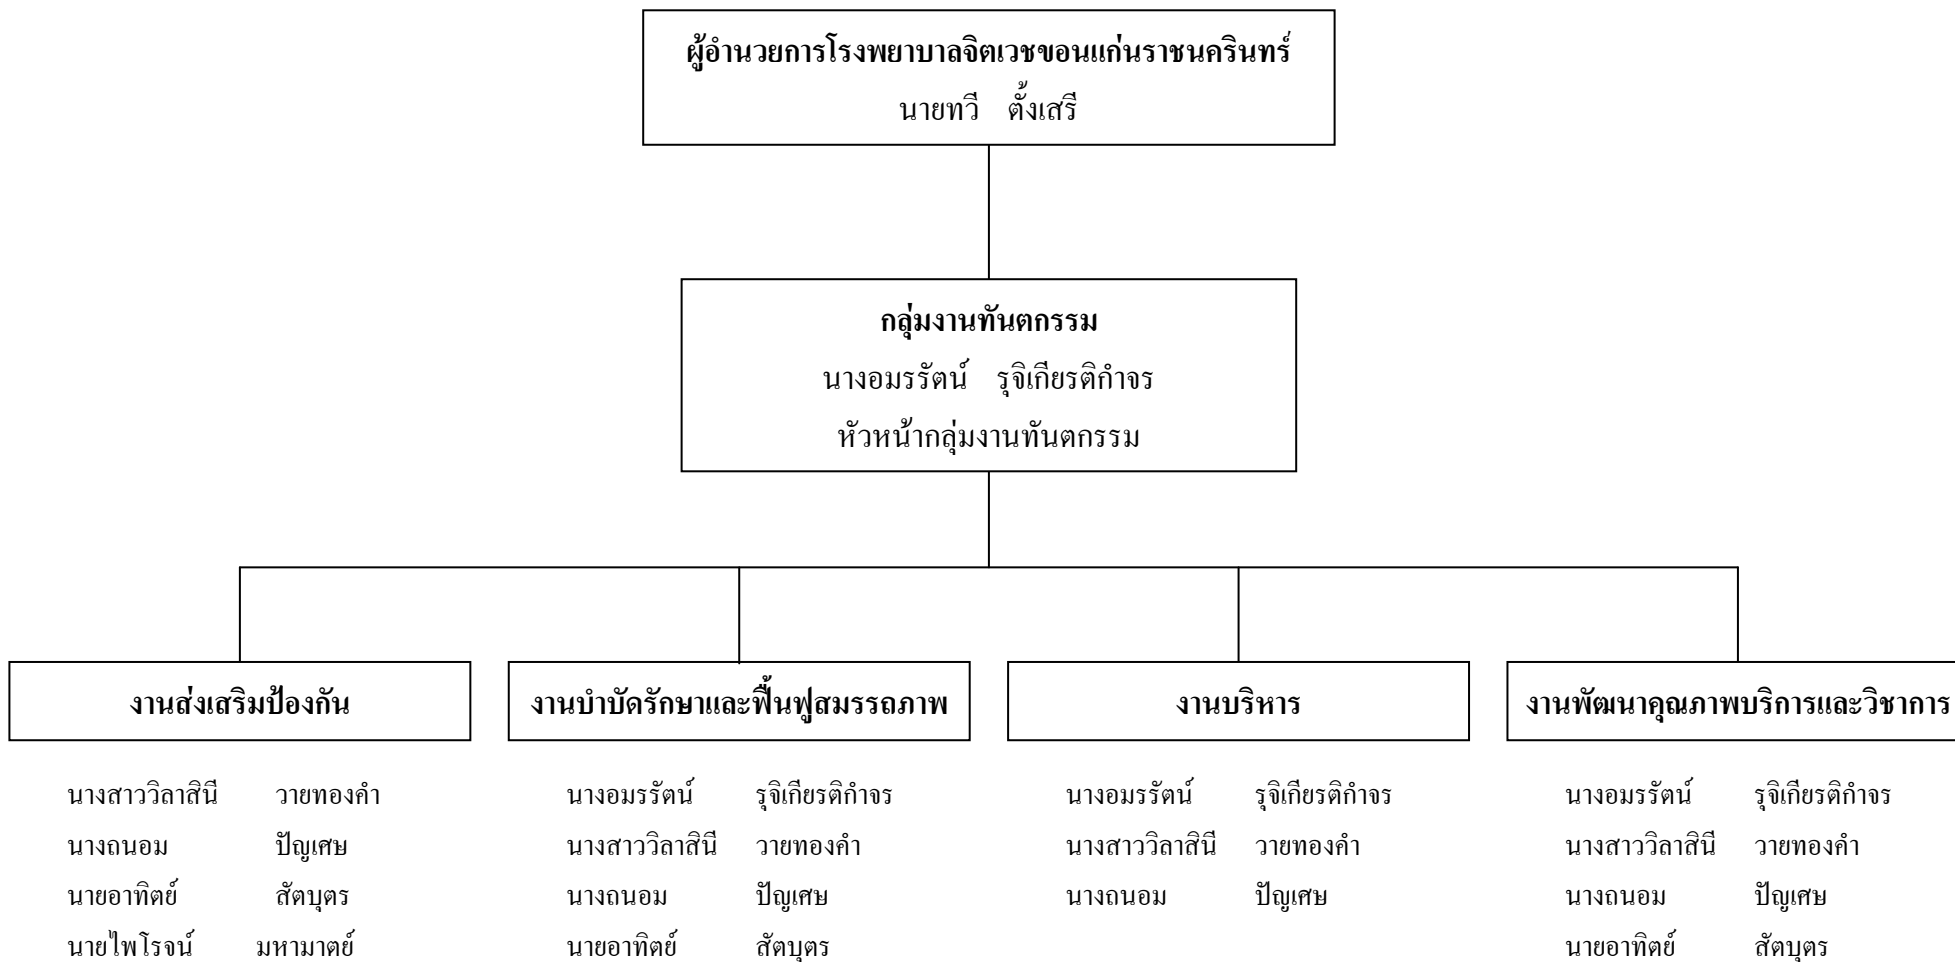 ผู้อำนวยการโรงพยาบาลจิตเวชขอนแก่นราชนครินทร์
นายทวี ตั้งเสรี
กลุ่มงานทันตกรรม
นางอมรรัตน์ รุจิเกียรติกำจร
หัวหน้ากลุ่มงานทันตกรรม
งานส่งเสริมป้องกัน
นางสาววิลาสินี วายทองคำ
นางถนอม ปัญเศษ
นายอาทิตย์ สัตบุตร
นายไพโรจน์ มหามาตย์
งานบำบัดรักษาและฟื้นฟูสมรรถภาพ
นางอมรรัตน์ รุจิเกียรติกำจร
นางสาววิลาสินี วายทองคำ
นางถนอม ปัญเศษ
นายอาทิตย์ สัตบุตร
งานบริหาร
นางอมรรัตน์ รุจิเกียรติกำจร
นางสาววิลาสินี วายทองคำ
นางถนอม ปัญเศษ
งานพัฒนาคุณภาพบริการและวิชาการ
นางอมรรัตน์ รุจิเกียรติกำจร
นางสาววิลาสินี วายทองคำ
นางถนอม ปัญเศษ
นายอาทิตย์ สัตบุตร